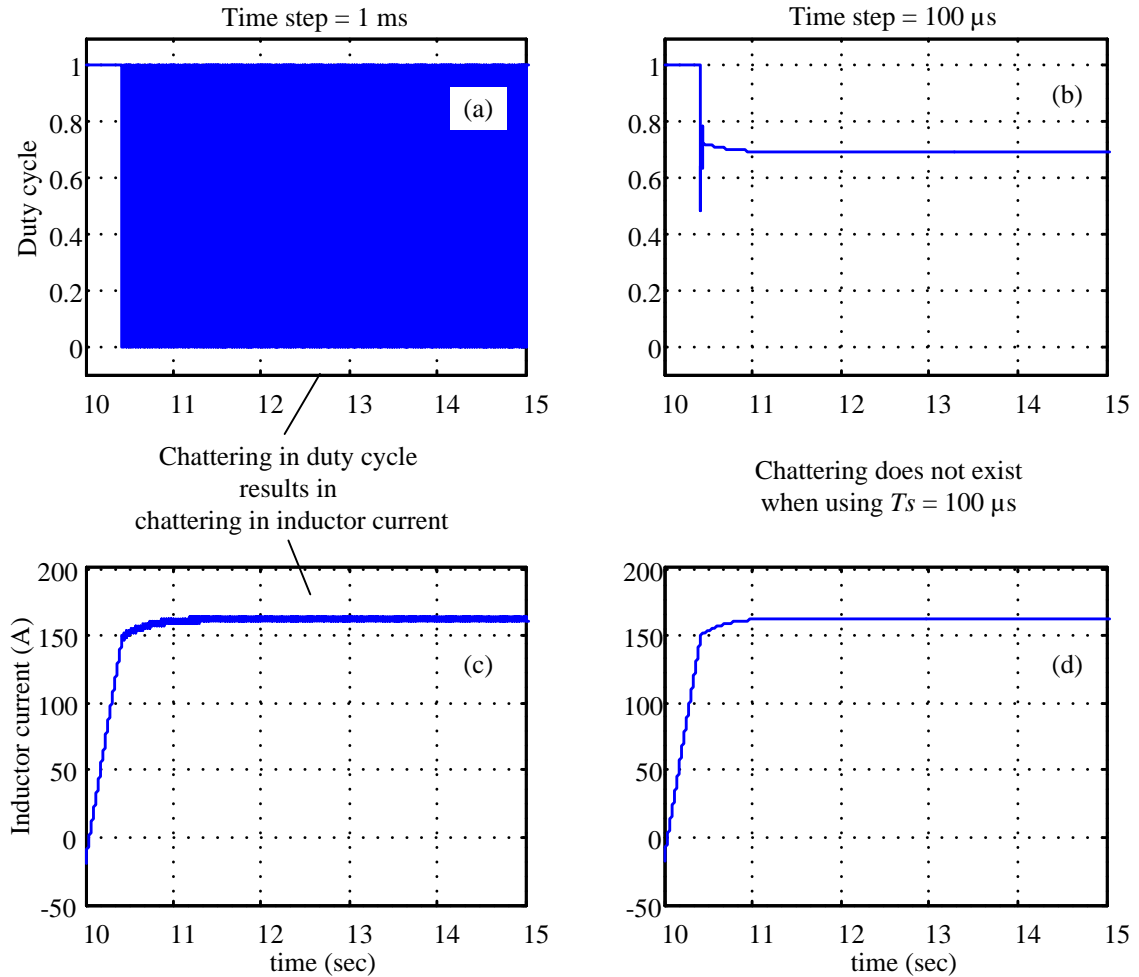 Time step = 1 ms
Duty cycle
1
0.8
0.6
0.4
0.2
0
(a)
10 11 12 13 14 15
Time step = 100 µs
1
0.8
0.6
0.4
0.2
0
(b)
10 11 12 13 14 15
Chattering in duty cycle
results in
chattering in inductor current
Chattering does not exist
when using Ts = 100 µs
Inductor current (A)
200
150
100
50
0
-50
(c)
10 11 12 13 14 15
time (sec)
200
150
100
50
0
-50
(d)
10 11 12 13 14 15
time (sec)